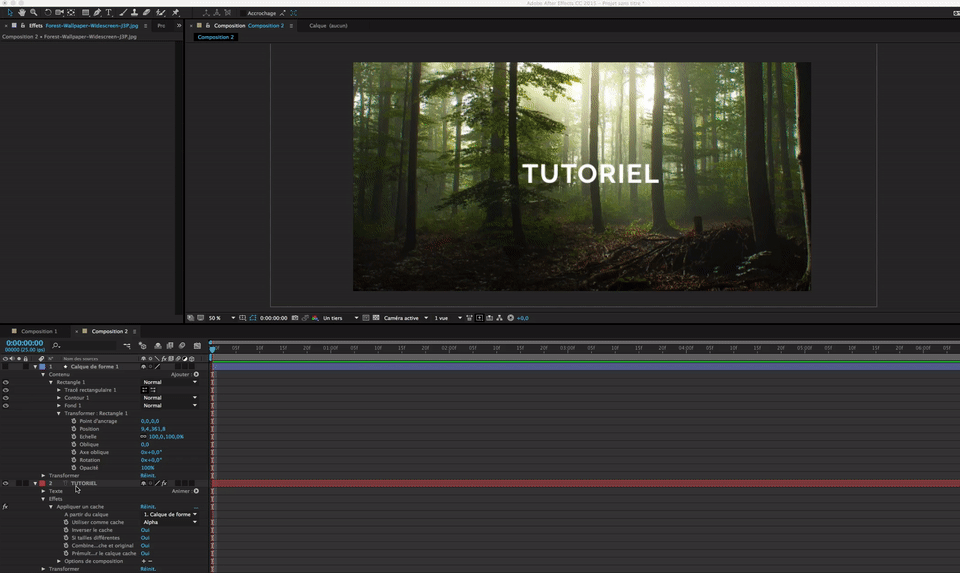 Adobe After Effects CC 2015 - Projet sans titre *
Accrochage
Effets Forest-Wallpaper-Widescreen-J3P.jpg
Pro
Composition 2 • Forest-Wallpaper-Widescreen-J3P.jpg
Composition Composition 2
Calque (aucun)
Composition 2
TUTORIEL
50 %
0:00:00:00
Un tiers
Caméra active
1 vue
+0,0
Composition 1
Composition 2
0:00:00:00
00000 (25.00 ips)
N°
Nom des sources
05f 10f 15f 20f 01:00f 05f 10f 15f 20f 02:00f 05f 10f 15f 20f 03:00f 05f 10f 15f 20f 04:00f 05f 10f 15f 20f 05:00f 05f 10f 15f 20f 06:00f 05f
1 Calque de forme 1
Contenu Ajouter :
Rectangle 1 Normal
Tracé rectangulaire 1
Contour 1 Normal
Fond 1 Normal
Transformer : Rectangle 1
Point d'ancrage 0,0,0,0
Position 9,4,381,8
Echelle 100,0,100,0%
Oblique 0,0
Axe oblique 0x+0,0°
Rotation 0x+0,0°
Opacité 100%
Transformer Réinit.
2 T TUTORIEL
Texte Animer :
Effets
fx Appliquer un cache Réinit. ...
A partir du calque 1. Calque de forme
Utiliser comme cache Alpha
Inverser le cache Oui
Si tailles différentes Oui
Combine...che et original Oui
Prémult...r le calque cache Oui
Options de composition + −
Transformer Réinit.